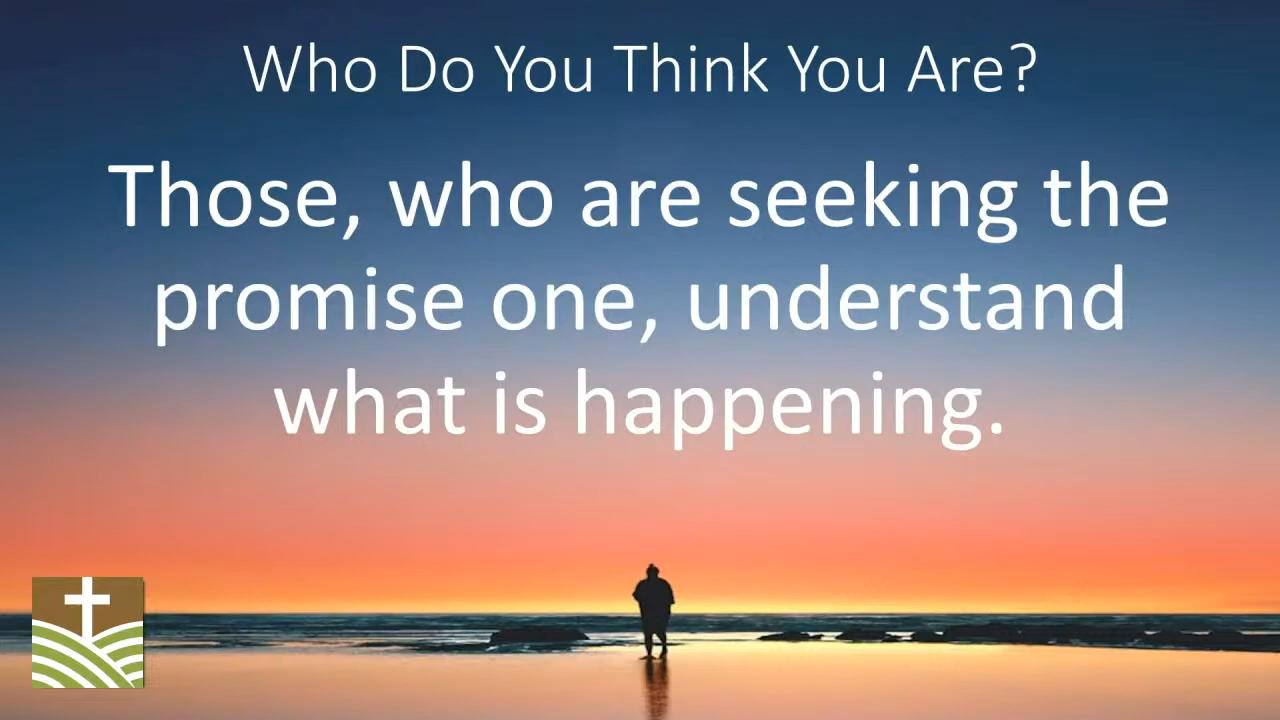 Who Do You Think You Are?
Those, who are seeking the
promise one, understand
what is happening.